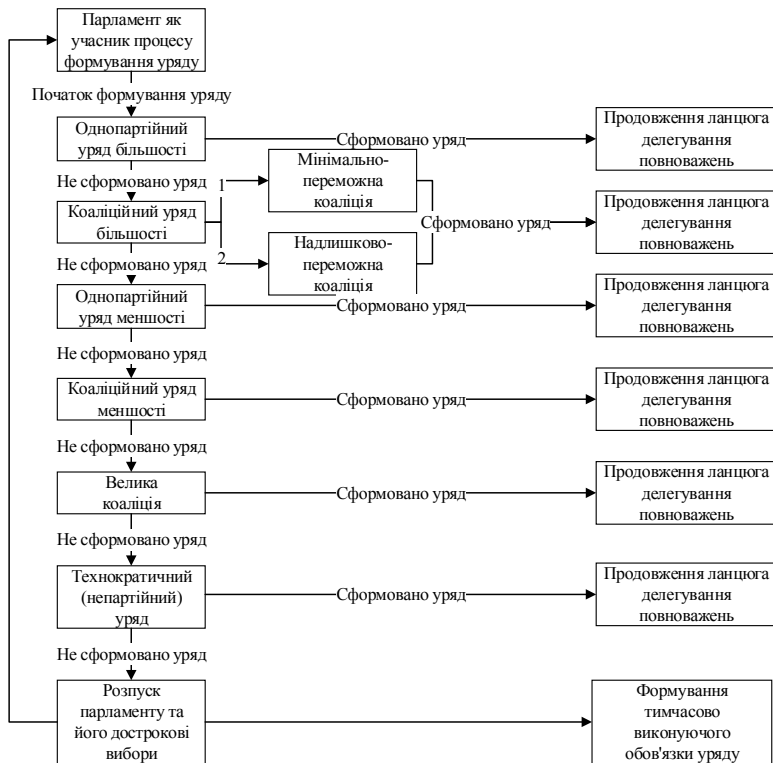 Парламент як
учасник процесу
формування уряду
Початок формування уряду
Однопартійний
уряд більшості
Сформовано уряд
Продовження ланцюга
делегування
повноважень
Не сформовано уряд
1
Мінімально-
переможна
коаліція
Коаліційний уряд
більшості
2
Надлишково-
переможна
коаліція
Сформовано уряд
Продовження ланцюга
делегування
повноважень
Не сформовано уряд
Однопартійний
уряд меншості
Сформовано уряд
Продовження ланцюга
делегування
повноважень
Не сформовано уряд
Коаліційний уряд
меншості
Сформовано уряд
Продовження ланцюга
делегування
повноважень
Не сформовано уряд
Велика
коаліція
Сформовано уряд
Продовження ланцюга
делегування
повноважень
Не сформовано уряд
Технократичний
(непартійний)
уряд
Сформовано уряд
Продовження ланцюга
делегування
повноважень
Не сформовано уряд
Розпуск
парламенту та
його дострокові
вибори
Формування
тимчасово
виконуючого
обов'язки уряду